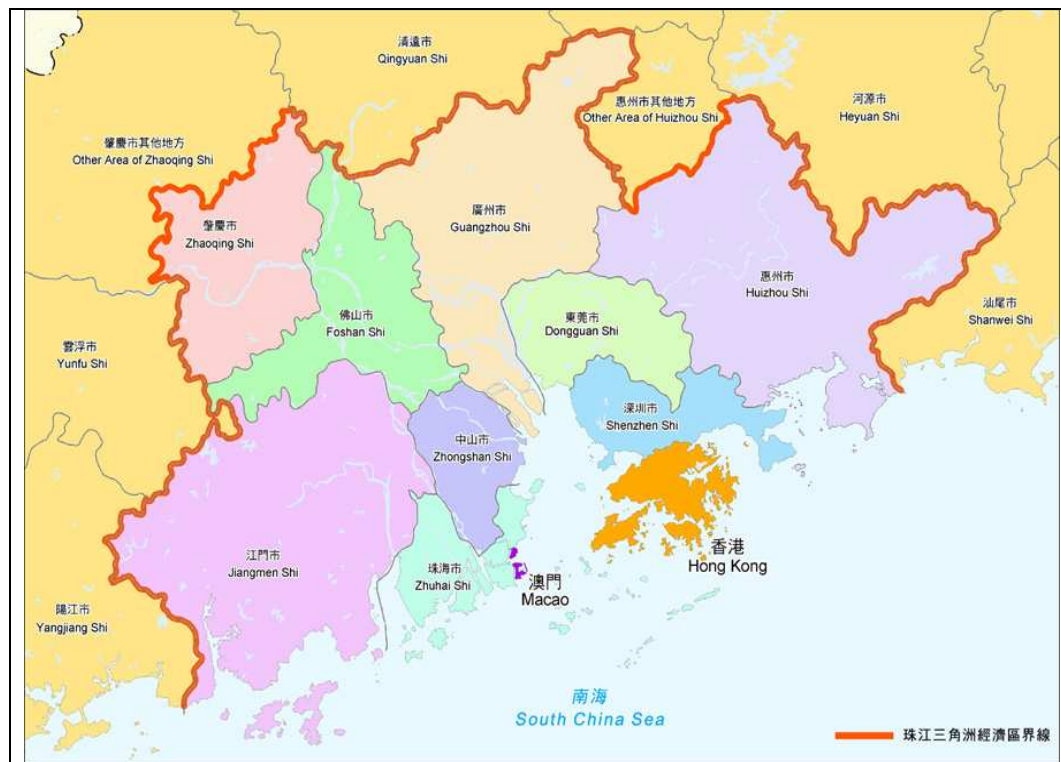 清遠市
Qingyuan Shi
惠州市其他地方
Other Area of Huizhou Shi
河源市
Heyuan Shi
肇慶市其他地方
Other Area of Zhaoqing Shi
肇慶市
Zhaoqing Shi
廣州市
Guangzhou Shi
惠州市
Huizhou Shi
汕尾市
Shanwei Shi
佛山市
Foshan Shi
東莞市
Dongguan Shi
雲浮市
Yunfu Shi
深圳市
Shenzhen Shi
中山市
Zhongshan Shi
香港
Hong Kong
江門市
Jiangmen Shi
珠海市
Zhuhai Shi
澳門
Macao
陽江市
Yangjiang Shi
南海
South China Sea
珠江三角洲經濟區界線